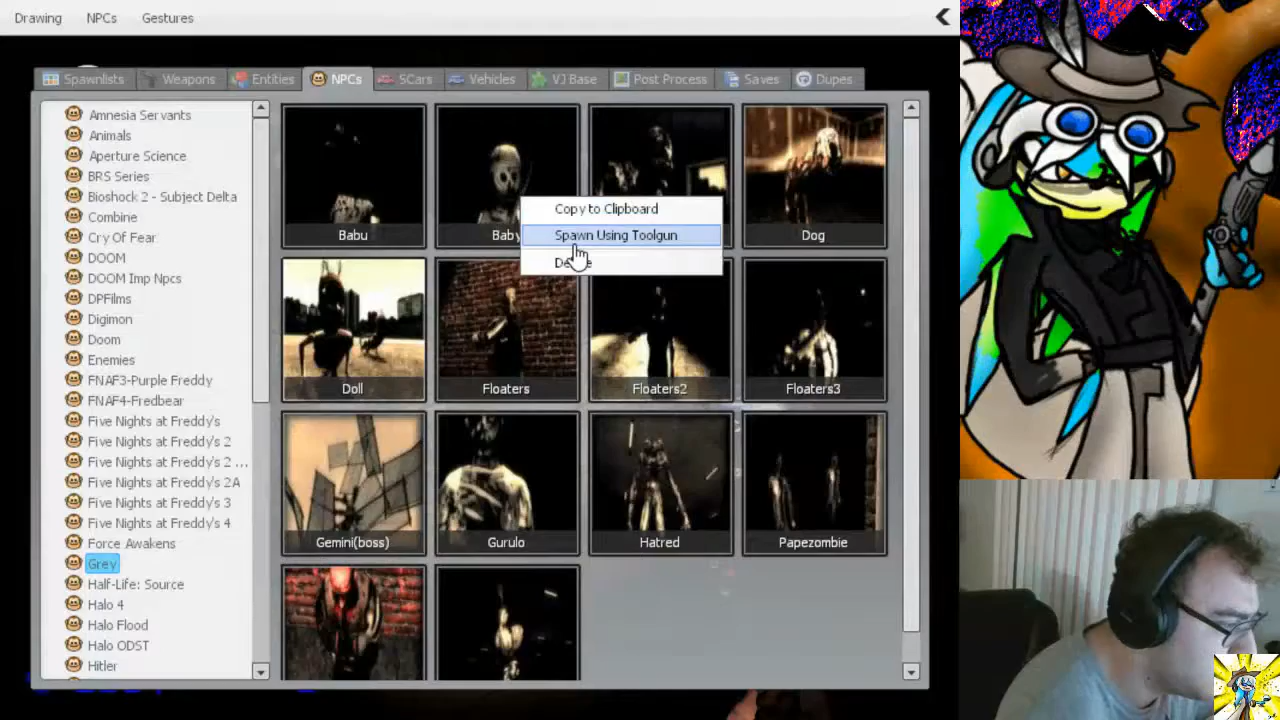 Drawing NPCs Gestures
Spawnlists Weapons Entities NPCs SCars Vehicles VJ Base Post Process Saves Dupes
Amnesia Servants
Animals
Aperture Science
BRS Series
Bioshock 2 - Subject Delta
Combine
Cry Of Fear
DOOM
DOOM Imp Npcs
DPFilms
Digimon
Doom
Enemies
FNAF3-Purple Freddy
FNAF4-Fredbear
Five Nights at Freddy's
Five Nights at Freddy's 2
Five Nights at Freddy's 2 ...
Five Nights at Freddy's 2A
Five Nights at Freddy's 3
Five Nights at Freddy's 4
Force Awakens
Grey
Half-Life: Source
Halo 4
Halo Flood
Halo ODST
Hitler
Babu Baby Dog
Copy to Clipboard
Spawn Using Toolgun
Doll Floaters Floaters2 Floaters3
Gemini(boss) Gurulo Hatred Papezombie